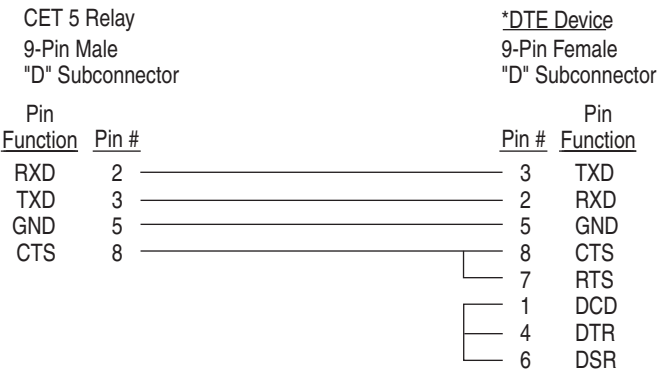 CET 5 Relay *DTE Device
9-Pin Male 9-Pin Female
"D" Subconnector "D" Subconnector
Pin Pin
Function Pin # Pin # Function
RXD 2 3 TXD
TXD 3 2 RXD
GND 5 5 GND
CTS 8 8 CTS
7 RTS
1 DCD
4 DTR
6 DSR